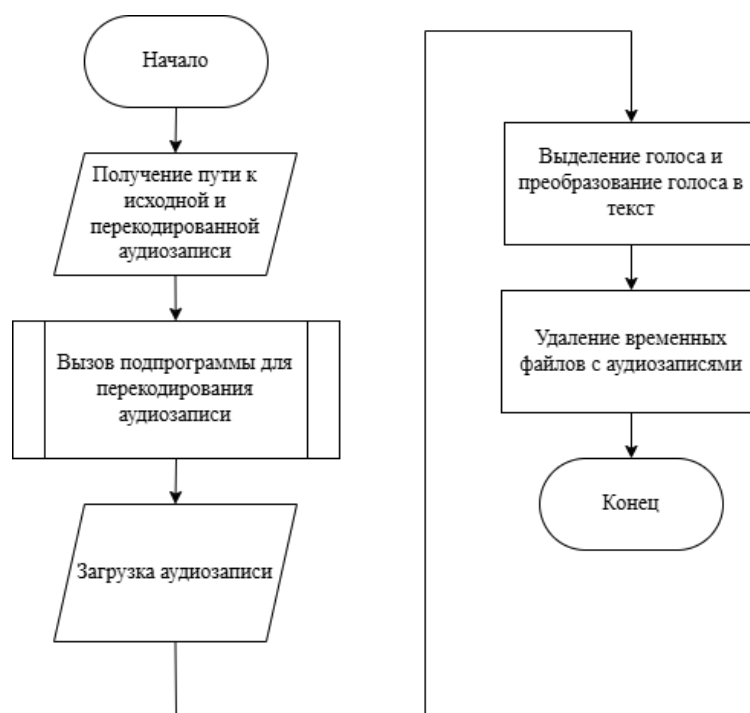 Начало
Получение пути к
исходной и
перекодированной
аудиозаписи
Вызов подпрограммы для
перекодирования
аудиозаписи
Загрузка аудиозаписи
Выделение голоса и
преобразование голоса в
текст
Удаление временных
файлов с аудиозаписями
Конец